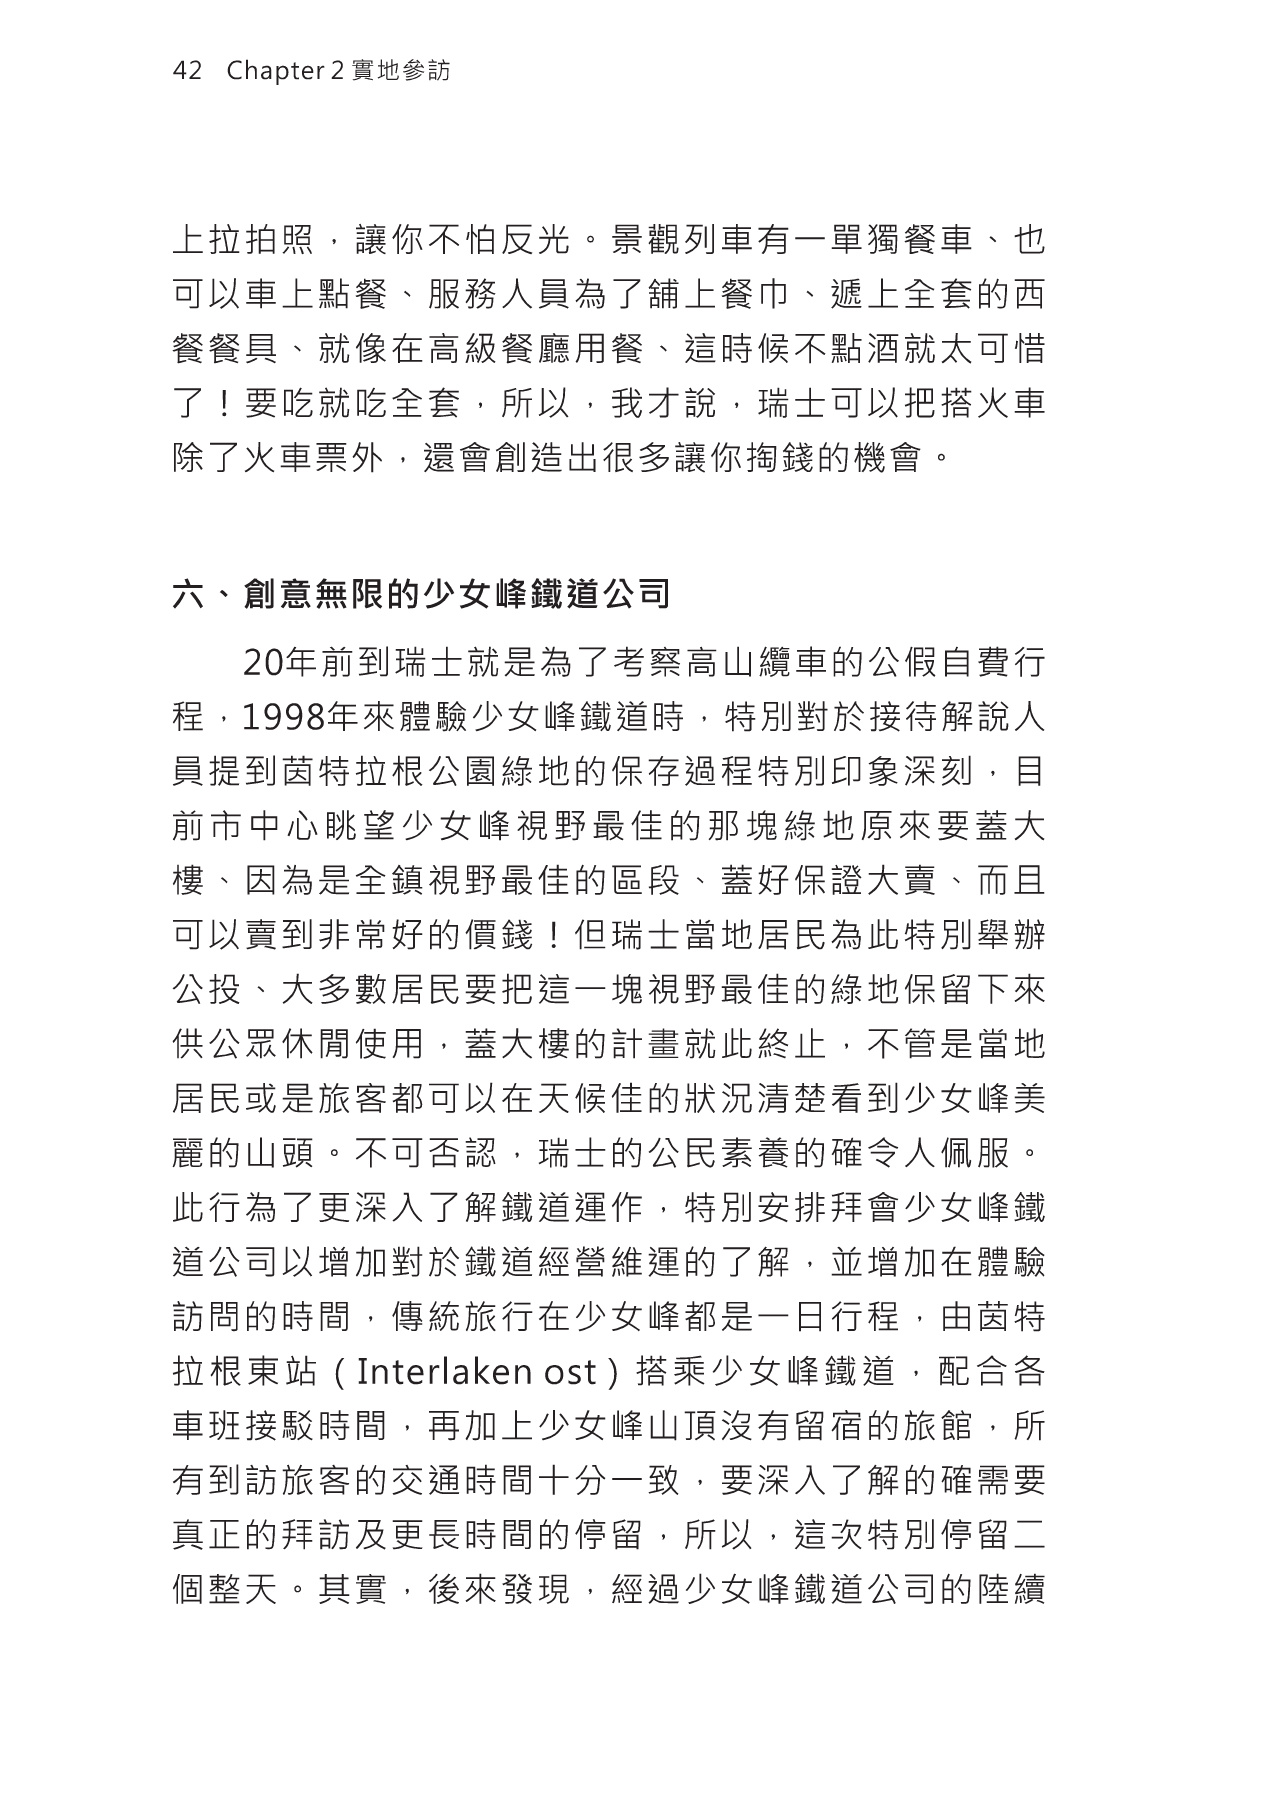 42 Chapter 2 實地參訪
上拉拍照，讓你不怕反光。景觀列車有一單獨餐車、也
可以車上點餐、服務人員為了舖上餐巾、遞上全套的西
餐餐具、就像在高級餐廳用餐、這時候不點酒就太可惜
了！要吃就吃全套，所以，我才說，瑞士可以把搭火車
除了火車票外，還會創造出很多讓你掏錢的機會。
六、創意無限的少女峰鐵道公司
20年前到瑞士就是為了考察高山纜車的公假自費行
程，1998年來體驗少女峰鐵道時，特別對於接待解說人
員提到茵特拉根公園綠地的保存過程特別印象深刻，目
前市中心眺望少女峰視野最佳的那塊綠地原來要蓋大
樓、因為是全鎮視野最佳的區段、蓋好保證大賣、而且
可以賣到非常好的價錢！但瑞士當地居民為此特別舉辦
公投、大多數居民要把這一塊視野最佳的綠地保留下來
供公眾休閒使用，蓋大樓的計畫就此終止，不管是當地
居民或是旅客都可以在天候佳的狀況清楚看到少女峰美
麗的山頭。不可否認，瑞士的公民素養的確令人佩服。
此行為了更深入了解鐵道運作，特別安排拜會少女峰鐵
道公司以增加對於鐵道經營維運的了解，並增加在體驗
訪問的時間，傳統旅行在少女峰都是一日行程，由茵特
拉根東站（Interlaken ost）搭乘少女峰鐵道，配合各
車班接駁時間，再加上少女峰山頂沒有留宿的旅館，所
有到訪旅客的交通時間十分一致，要深入了解的確需要
真正的拜訪及更長時間的停留，所以，這次特別停留二
個整天。其實，後來發現，經過少女峰鐵道公司的陸續